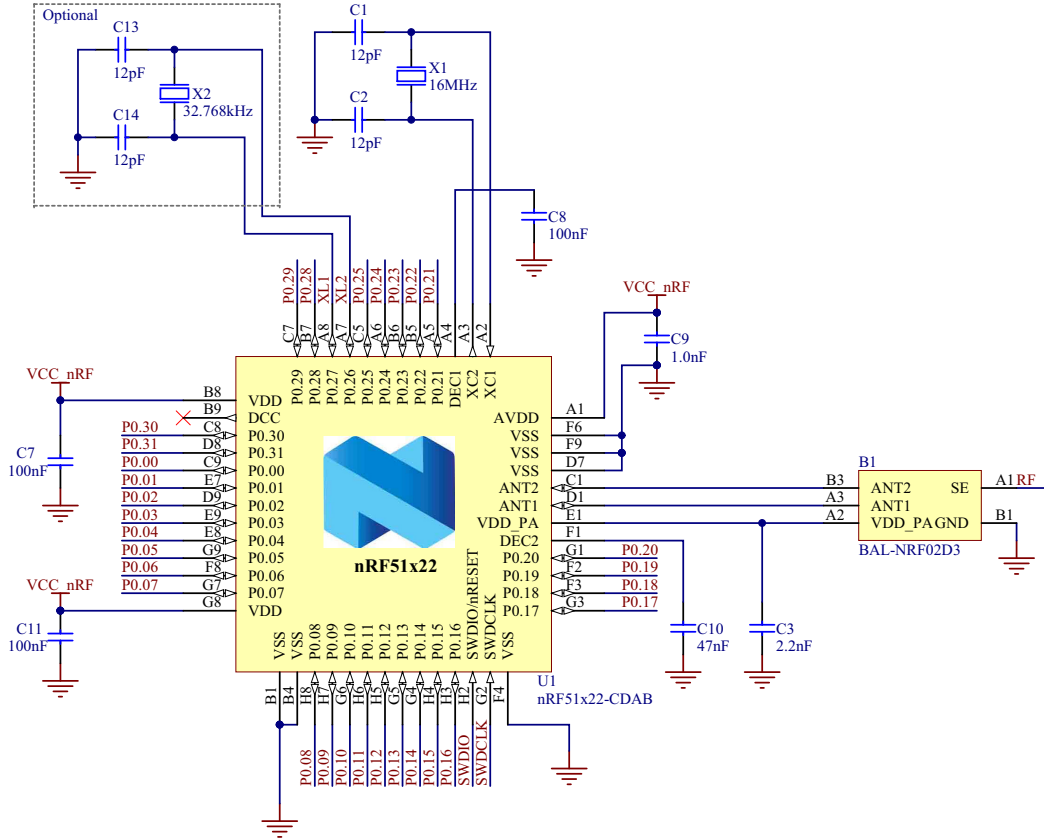 Optional
C13
12pF
X2
32.768kHz
C14
12pF
C1
12pF
X1
16MHz
C2
12pF
C8
100nF
P0.29
P0.28
XL1
XL2
P0.25
P0.24
P0.23
P0.22
P0.21
C7
B7
A8
A7
C5
A6
B6
B5
A5
A4
A3
A2
P0.29
P0.28
P0.27
P0.26
P0.25
P0.24
P0.23
P0.22
P0.21
DEC1
XC2
XC1
VCC_nRF
C9
1.0nF
VCC_nRF
C7
100nF
B8 VDD
B9 DCC
P0.30 C8 P0.30
P0.31 D8 P0.31
P0.00 C9 P0.00
P0.01 E7 P0.01
P0.02 D9 P0.02
P0.03 E9 P0.03
P0.04 E8 P0.04
P0.05 G9 P0.05
P0.06 F8 P0.06
P0.07 G7 P0.07
G8 VDD
VCC_nRF
C11
100nF
nRF51x22
AVDD A1
VSS F6
VSS F9
VSS D7
ANT2 C1
ANT1 D1
VDD_PA E1
DEC2 F1
P0.20 G1 P0.20
P0.19 F2 P0.19
P0.18 F3 P0.18
P0.17 G3 P0.17
B1
B3 ANT2 SE A1 RF
A3 ANT1
A2 VDD_PA GND B1
BAL-NRF02D3
C10
47nF
C3
2.2nF
VSS
VSS
P0.08
P0.09
P0.10
P0.11
P0.12
P0.13
P0.14
P0.15
P0.16
SWDIO/nRESET
SWDCLK
VSS
U1
nRF51x22-CDAB
B1
B4
H8
H7
G6
H6
H5
G5
G4
H4
H3
H2
G2
F4
P0.08
P0.09
P0.10
P0.11
P0.12
P0.13
P0.14
P0.15
P0.16
SWDIO
SWDCLK